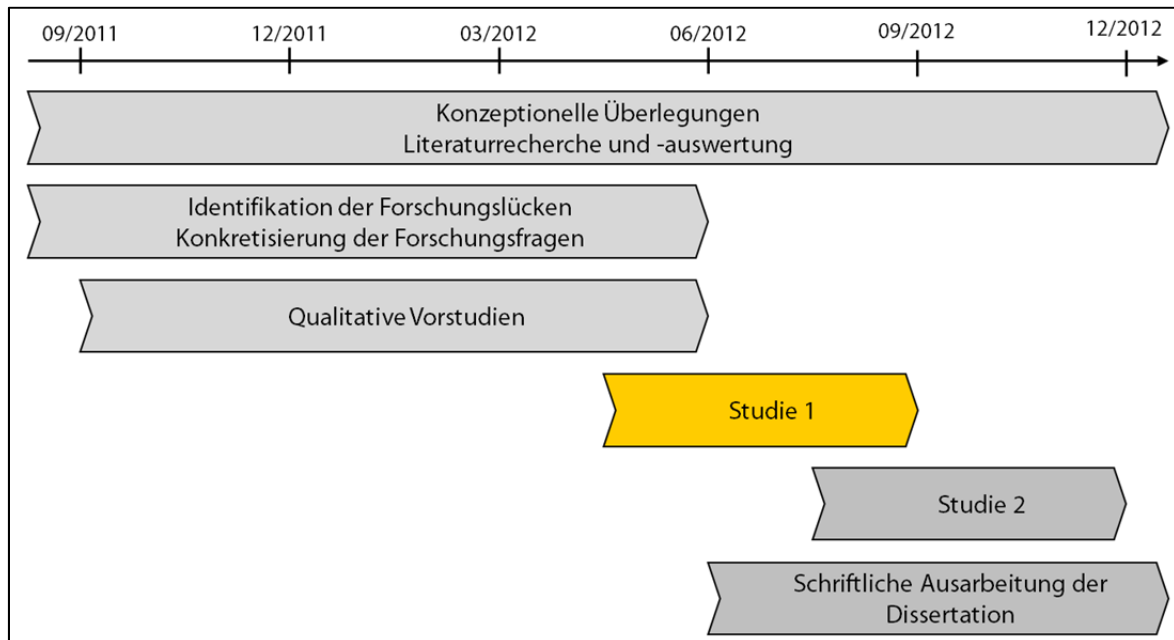 09/2011 12/2011 03/2012 06/2012 09/2012 12/2012
Konzeptionelle Überlegungen
Literaturrecherche und -auswertung
Identifikation der Forschungslücken
Konkretisierung der Forschungsfragen
Qualitative Vorstudien
Studie 1
Studie 2
Schriftliche Ausarbeitung der
Dissertation